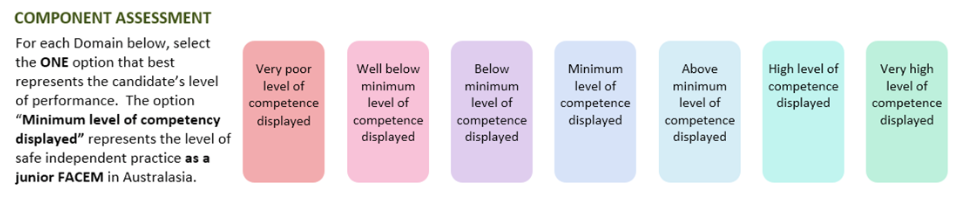 COMPONENT ASSESSMENT
For each Domain below, select
the ONE option that best
represents the candidate's level
of performance.  The option
"Minimum level of competency
displayed" represents the level of
safe independent practice as a
junior FACEM in Australasia.
Very poor
level of
competence
displayed
Well below
minimum
level of
competence
displayed
Below
minimum
level of
competence
displayed
Minimum
level of
competence
displayed
Above
minimum
level of
competence
displayed
High level of
competence
displayed
Very high
level of
competence
displayed